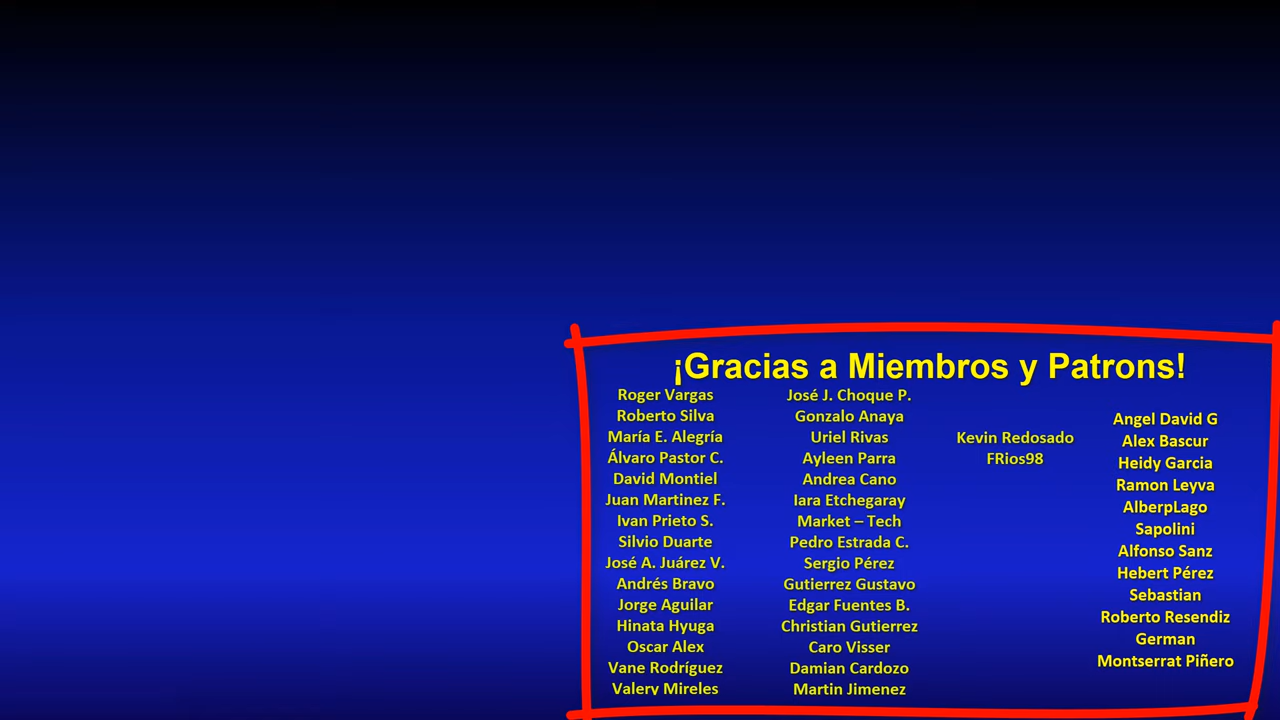 ¡Gracias a Miembros y Patrons!
Roger Vargas
Roberto Silva
María E. Alegría
Álvaro Pastor C.
David Montiel
Juan Martinez F.
Ivan Prieto S.
Silvio Duarte
José A. Juárez V.
Andrés Bravo
Jorge Aguilar
Hinata Hyuga
Oscar Alex
Vane Rodríguez
Valery Mireles
José J. Choque P.
Gonzalo Anaya
Uriel Rivas
Ayleen Parra
Andrea Cano
Iara Etchegaray
Market – Tech
Pedro Estrada C.
Sergio Pérez
Gutierrez Gustavo
Edgar Fuentes B.
Christian Gutierrez
Caro Visser
Damian Cardozo
Martin Jimenez
Kevin Redosado
FRios98
Angel David G
Alex Bascur
Heidy Garcia
Ramon Leyva
AlberpLago
Sapolini
Alfonso Sanz
Hebert Pérez
Sebastian
Roberto Resendiz
German
Montserrat Piñero